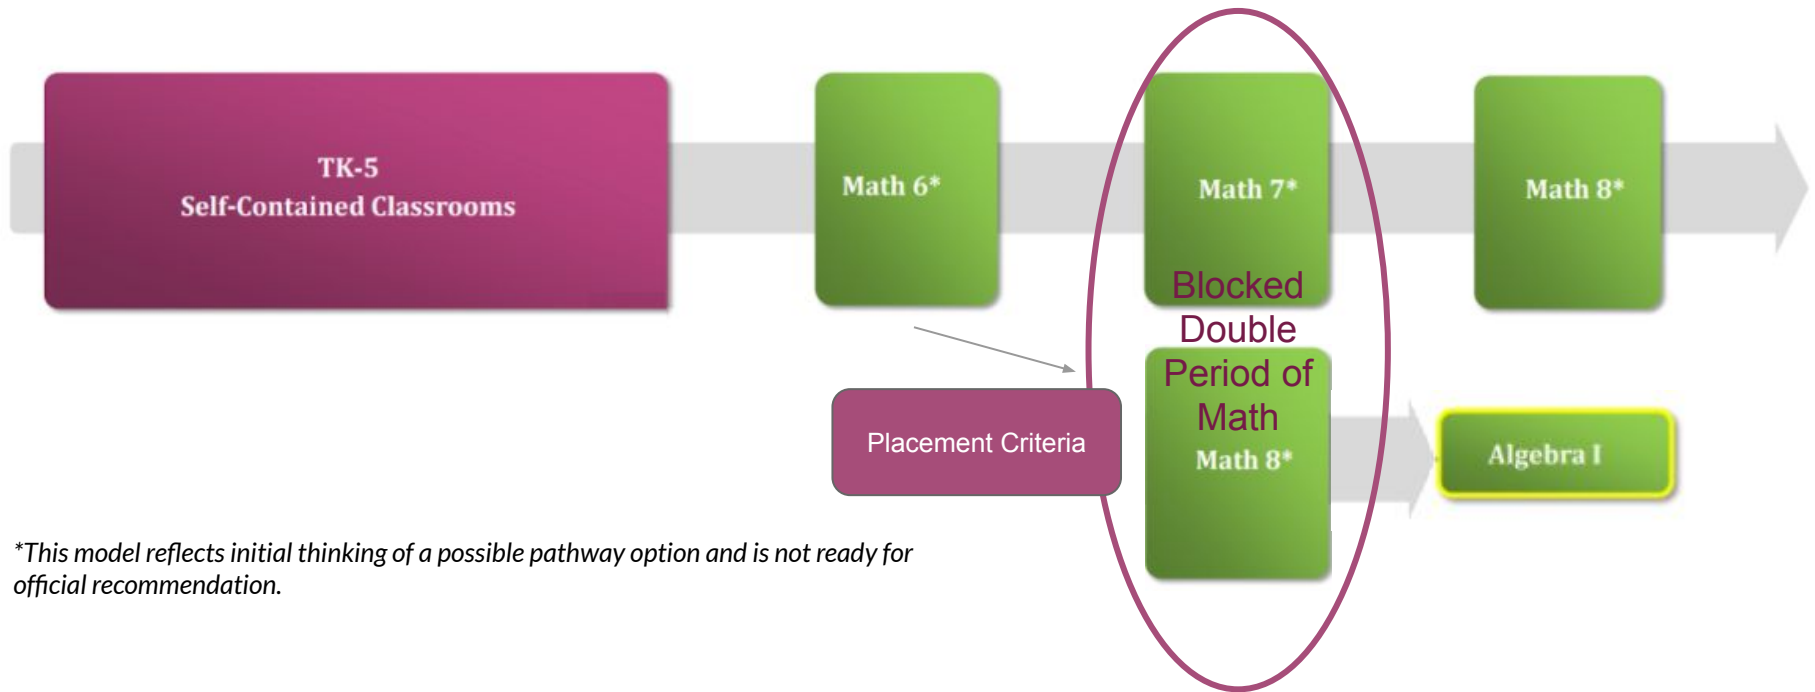 TK-5
Self-Contained Classrooms
Math 6*
Math 7*
Math 8*
Blocked
Double
Period of
Math
Placement Criteria
Math 8*
Algebra I
*This model reflects initial thinking of a possible pathway option and is not ready for
official recommendation.